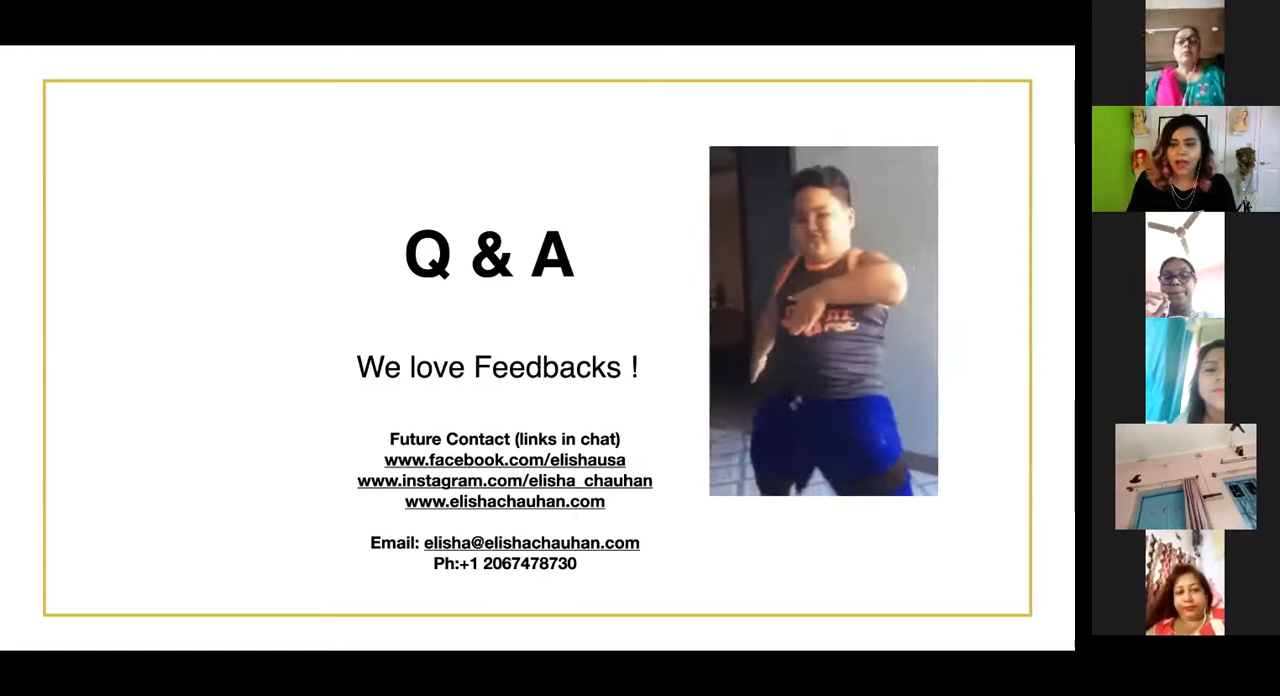 Q & A
We love Feedbacks !
Future Contact (links in chat)
www.facebook.com/elishausa
www.instagram.com/elisha_chauhan
www.elishachauhan.com
Email: elisha@elishachauhan.com
Ph:+1 2067478730